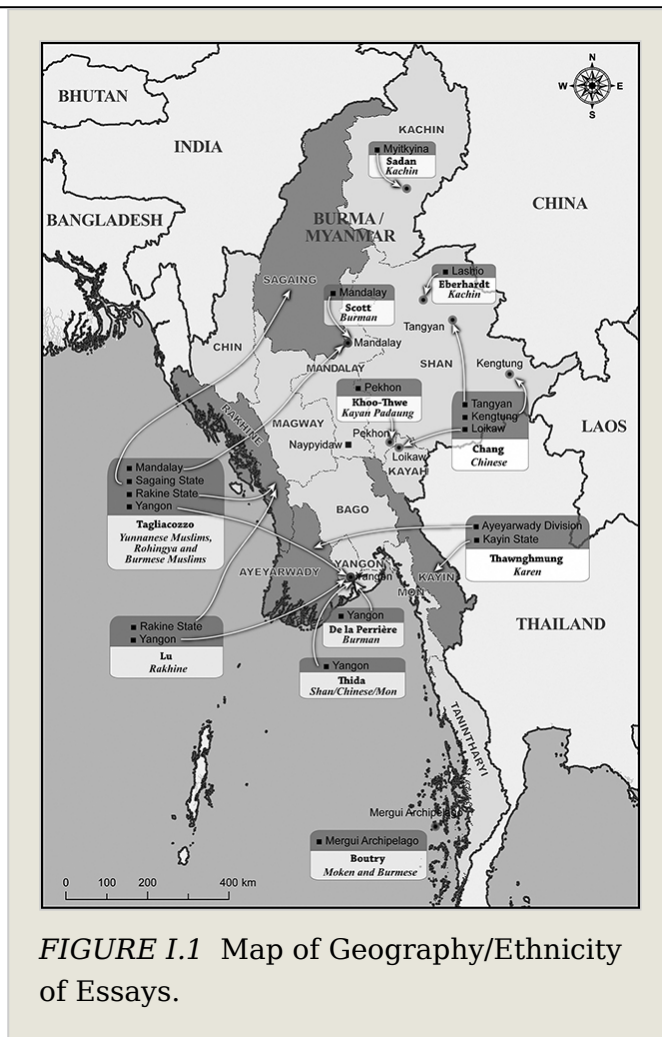 N
W E
S
BHUTAN
INDIA
BANGLADESH
CHINA
KACHIN
Myitkyina
Sadan
Kachin
BURMA /
MYANMAR
SAGAING
Lashio
Eberhardt
Kachin
Mandalay
Scott
Burman
Tangyan
Mandalay
CHIN
MANDALAY
SHAN
Kengtung
Pekhon
Khoo-Thwe
Kayan Padaung
Tangyan
Kengtung
Loikaw
Chang
Chinese
LAOS
RAKHINE
MAGWAY
Naypyidaw
Pekhon
Loikaw
KAYAH
Mandalay
Sagaing State
Rakine State
Yangon
Tagliacozzo
Yunnanese Muslims,
Rohingya and
Burmese Muslims
BAGO
Ayeyarwady Division
Kayin State
Thawnghmung
Karen
AYEYARWADY
YANGON
Yangon
KAYIN
MON
Rakine State
Yangon
Lu
Rakhine
Yangon
De la Perrière
Burman
THAILAND
Yangon
Thida
Shan/Chinese/Mon
TANINTHARYI
Mergui Archipelago
Mergui Archipelago
Boutry
Moken and Burmese
0 100 200 400 km
FIGURE I.1 Map of Geography/Ethnicity
of Essays.